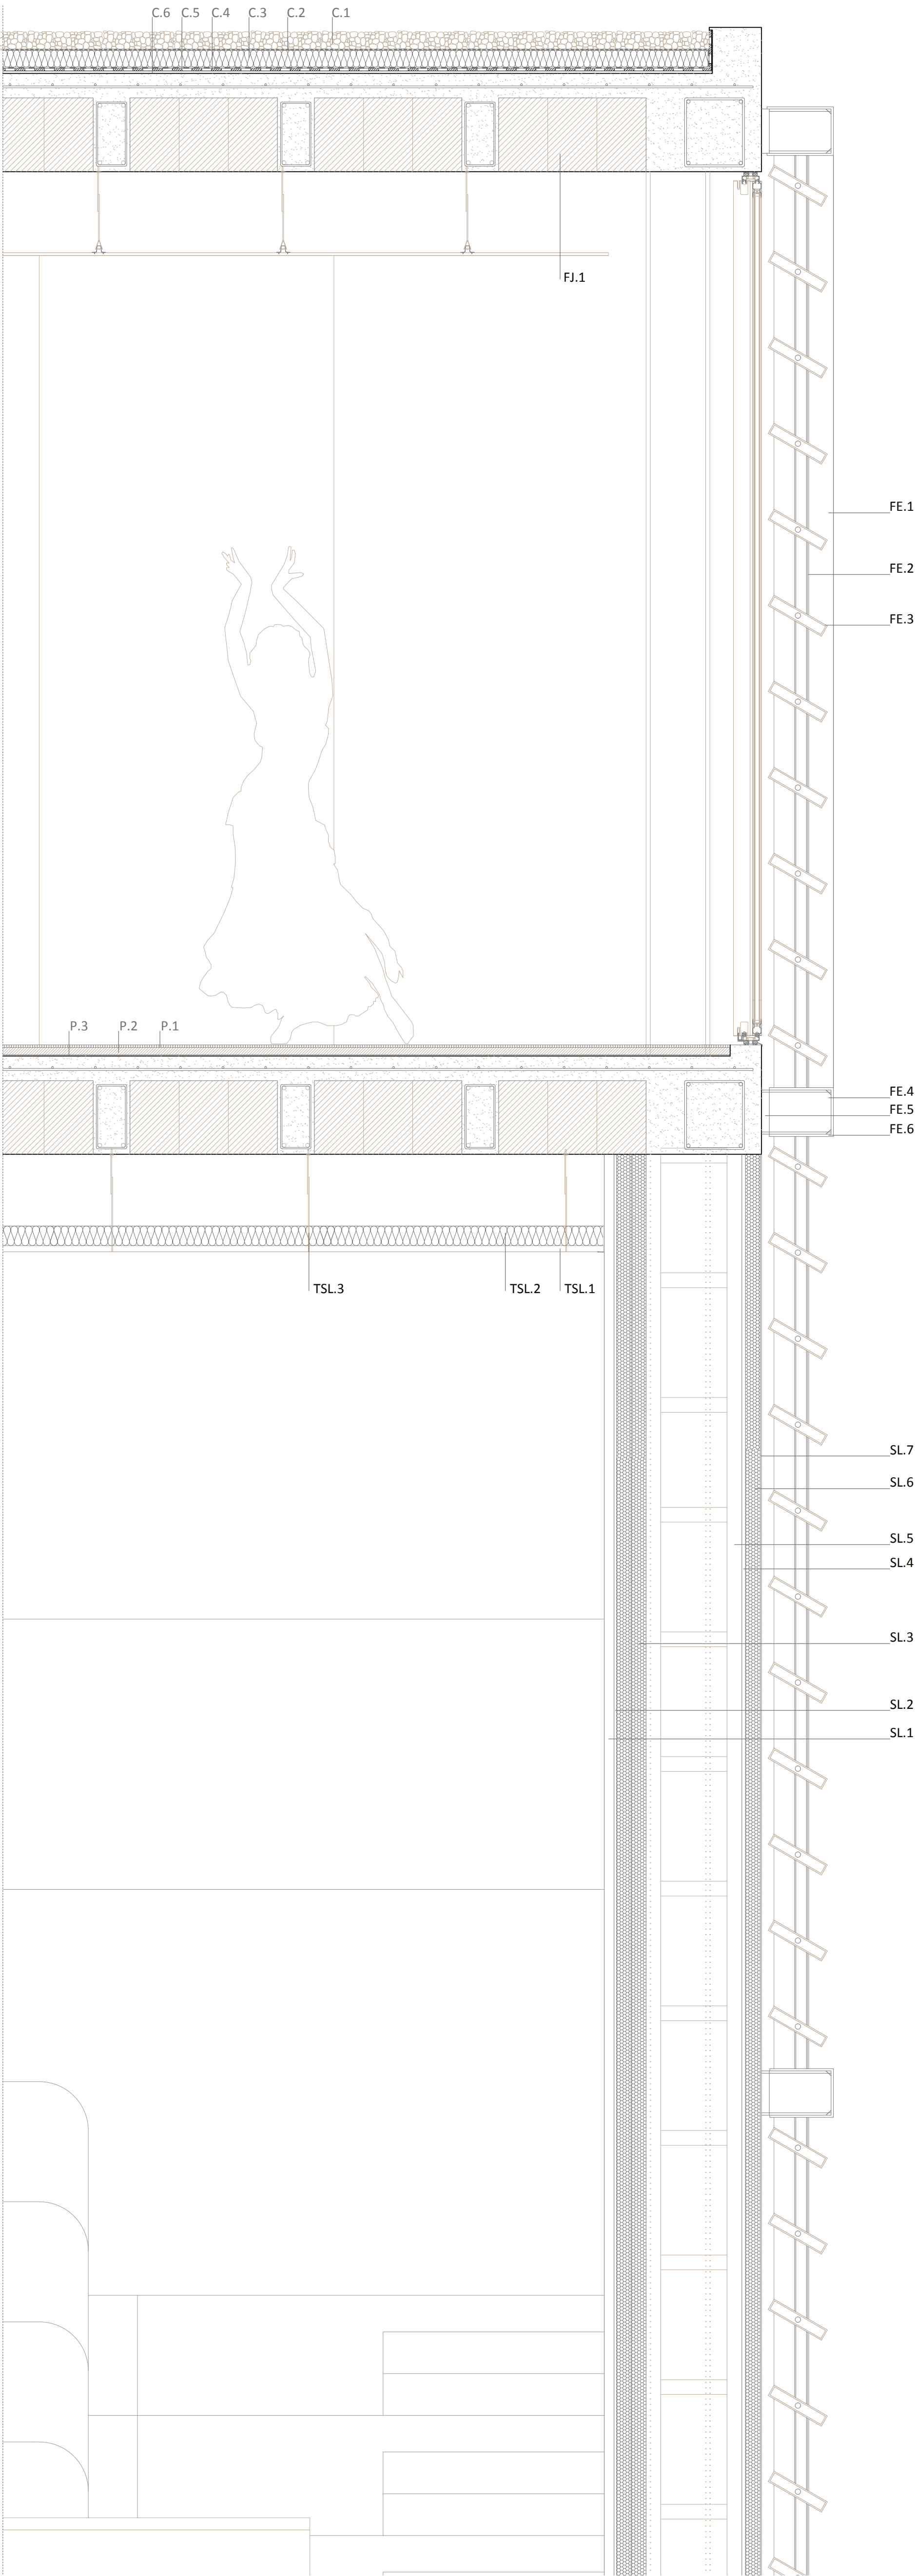 C.6 C.5 C.4 C.3 C.2 C.1
FJ.1
FE.1
FE.2
FE.3
P.3 P.2 P.1
FE.4
FE.5
FE.6
TSL.3 TSL.2 TSL.1
SL.7
SL.6
SL.5
SL.4
SL.3
SL.2
SL.1